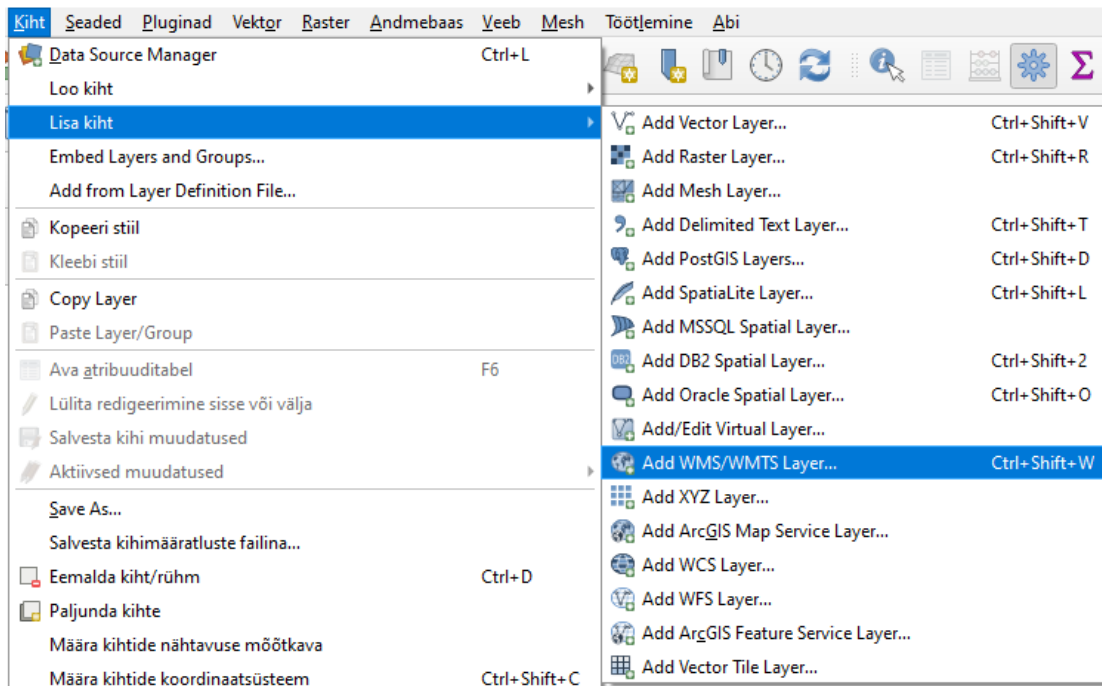 Kiht Seaded Pluginad Vektor Raster Andmebaas Veeb Mesh Töötlemine Abi
Data Source Manager Ctrl+L
Loo kiht
Lisa kiht
Embed Layers and Groups...
Add from Layer Definition File...
Kopeeri stiil
Kleebi stiil
Copy Layer
Paste Layer/Group
Ava atribuuditabel F6
Lülita redigeerimine sisse või välja
Salvesta kihi muudatused
Aktiivsed muudatused
Save As...
Salvesta kihimääratluste failina...
Eemalda kiht/rühm Ctrl+D
Paljunda kihte
Määra kihtide nähtavuse mõõtkava
Määra kihtide koordinaatsüsteem Ctrl+Shift+C
Add Vector Layer... Ctrl+Shift+V
Add Raster Layer... Ctrl+Shift+R
Add Mesh Layer...
Add Delimited Text Layer... Ctrl+Shift+T
Add PostGIS Layers... Ctrl+Shift+D
Add SpatiaLite Layer... Ctrl+Shift+L
Add MSSQL Spatial Layer...
DB2 Add DB2 Spatial Layer... Ctrl+Shift+2
Add Oracle Spatial Layer... Ctrl+Shift+O
Add/Edit Virtual Layer...
Add WMS/WMTS Layer... Ctrl+Shift+W
Add XYZ Layer...
Add ArcGIS Map Service Layer...
Add WCS Layer...
Add WFS Layer...
Add ArcGIS Feature Service Layer...
Add Vector Tile Layer...